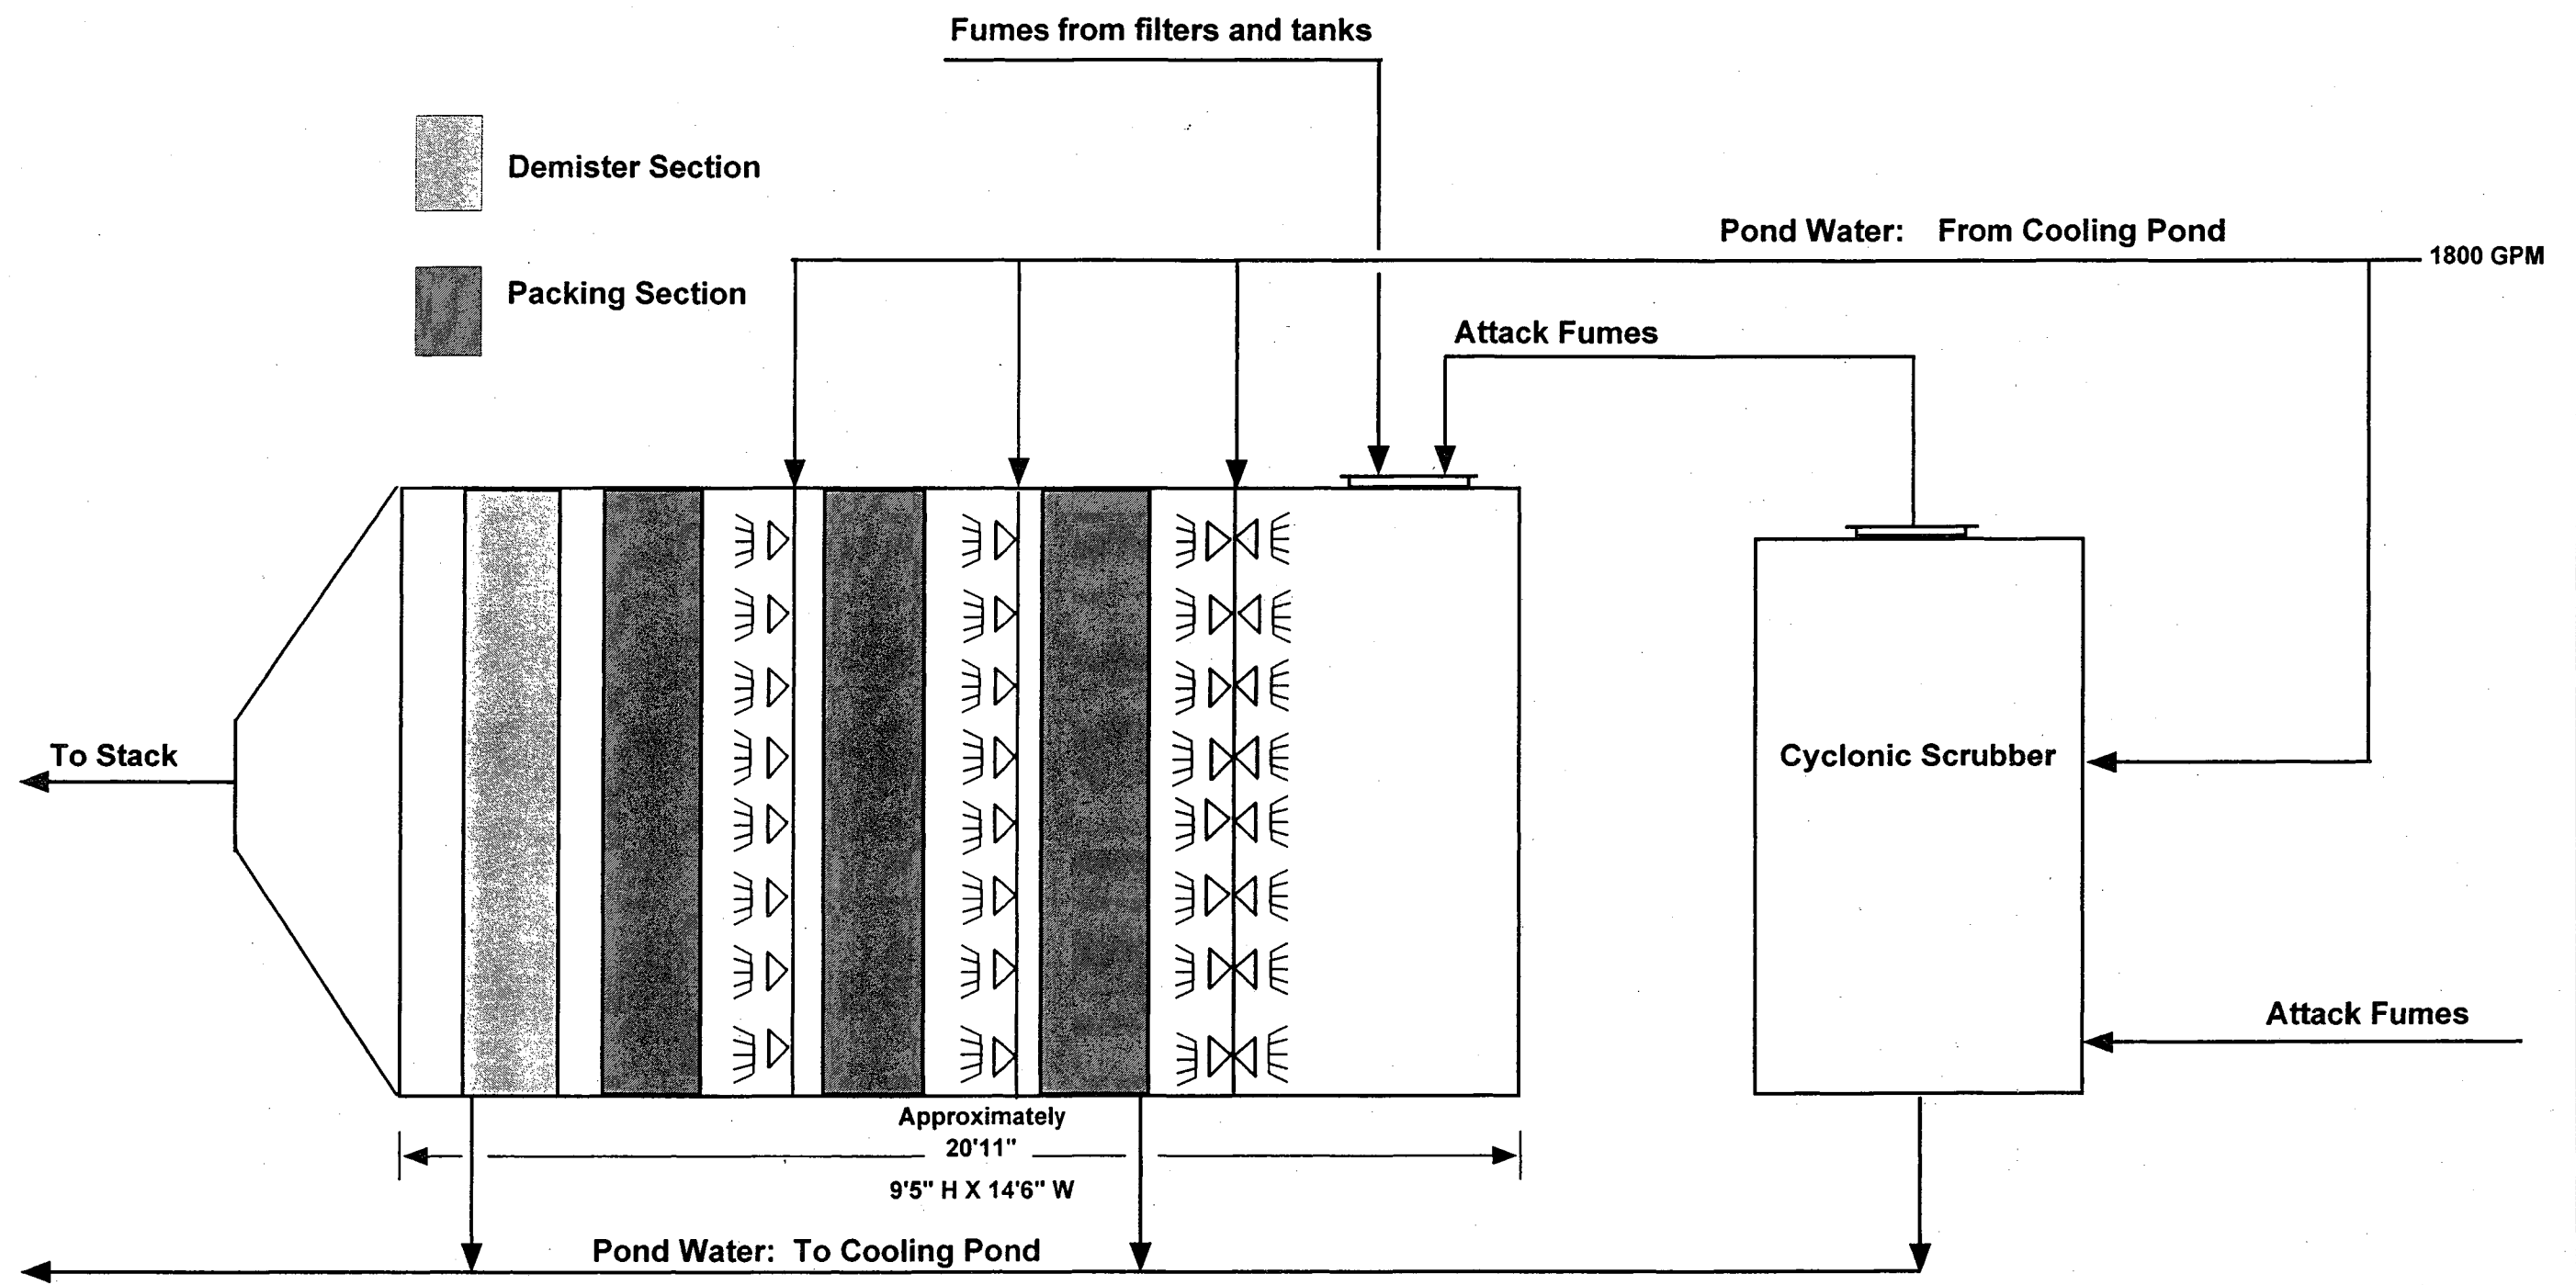 Fumes from filters and tanks
Demister Section
Pond Water: From Cooling Pond
1800 GPM
Packing Section
Attack Fumes
To Stack
Cyclonic Scrubber
Attack Fumes
Approximately
20'11"
9'5" H X 14'6" W
Pond Water: To Cooling Pond